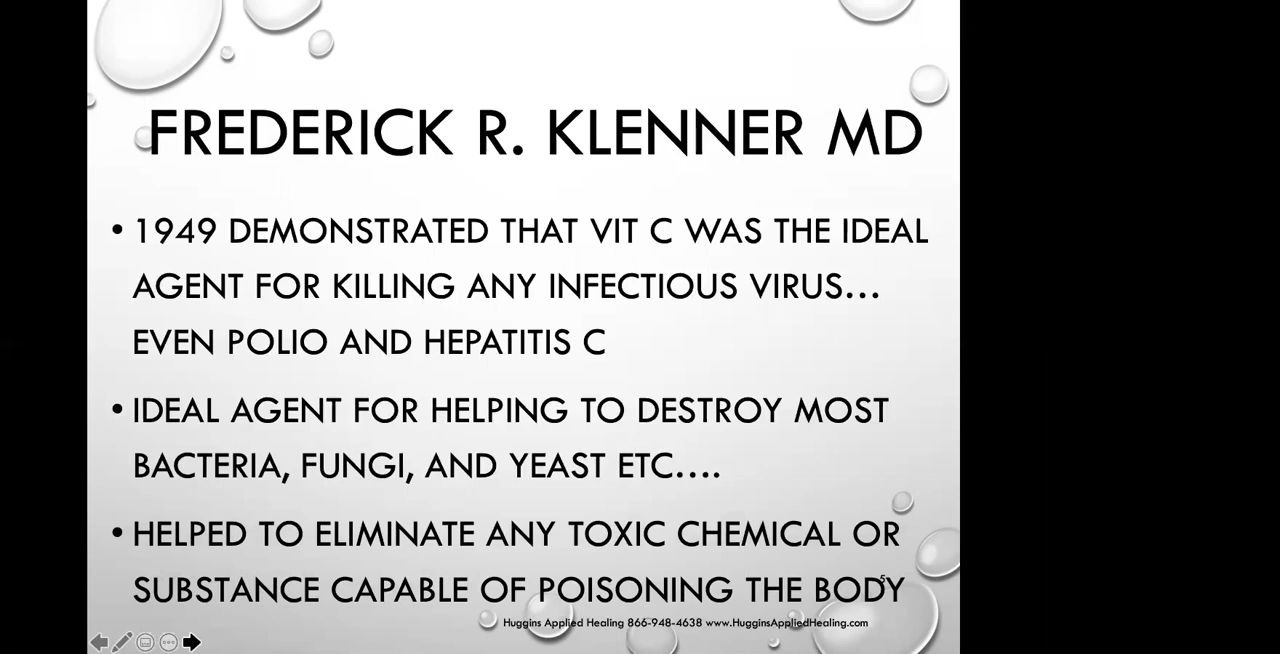 FREDERICK R. KLENNER MD
• 1949 DEMONSTRATED THAT VIT C WAS THE IDEAL
AGENT FOR KILLING ANY INFECTIOUS VIRUS…
EVEN POLIO AND HEPATITIS C
• IDEAL AGENT FOR HELPING TO DESTROY MOST
BACTERIA, FUNGI, AND YEAST ETC….
• HELPED TO ELIMINATE ANY TOXIC CHEMICAL OR
SUBSTANCE CAPABLE OF POISONING THE BODY
5
Huggins Applied Healing 866-948-4638 www.HugginsAppliedHealing.com